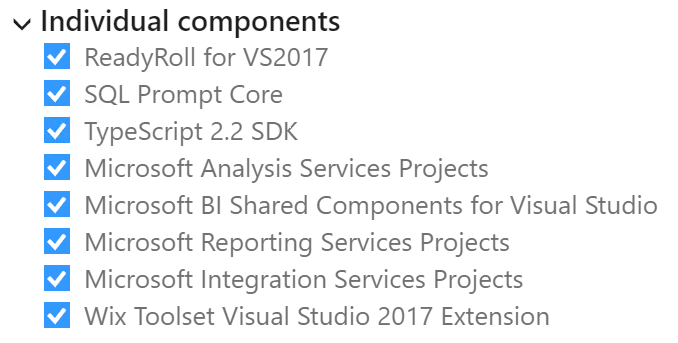 Individual components
ReadyRoll for VS2017
SQL Prompt Core
TypeScript 2.2 SDK
Microsoft Analysis Services Projects
Microsoft BI Shared Components for Visual Studio
Microsoft Reporting Services Projects
Microsoft Integration Services Projects
Wix Toolset Visual Studio 2017 Extension